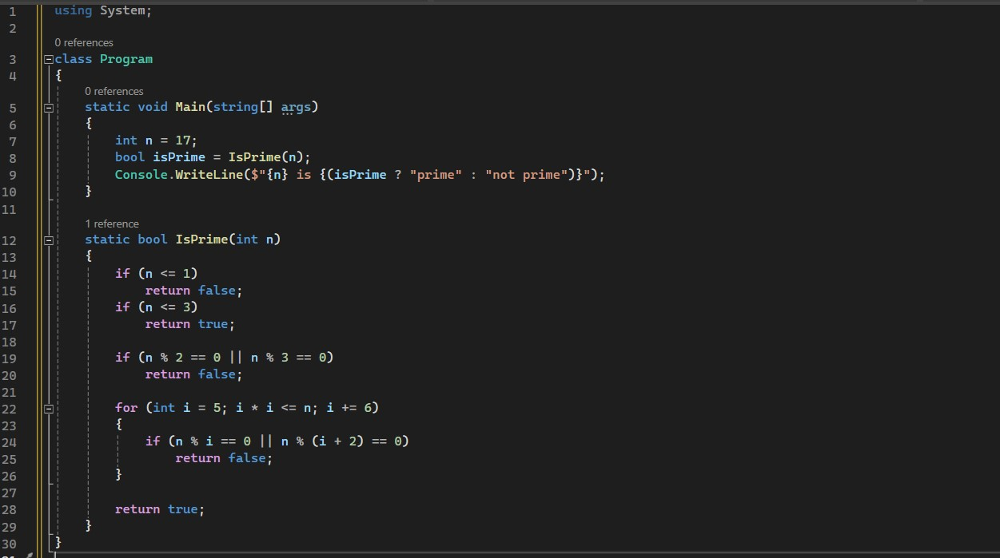 1 using System;
2
0 references
3 class Program
4 {
0 references
5 static void Main(string[] args)
6 {
7 int n = 17;
8 bool isPrime = IsPrime(n);
9 Console.WriteLine($"{n} is {(isPrime ? "prime" : "not prime")}");
10 }
11
1 reference
12 static bool IsPrime(int n)
13 {
14 if (n <= 1)
15 return false;
16 if (n <= 3)
17 return true;
18
19 if (n % 2 == 0 || n % 3 == 0)
20 return false;
21
22 for (int i = 5; i * i <= n; i += 6)
23 {
24 if (n % i == 0 || n % (i + 2) == 0)
25 return false;
26 }
27
28 return true;
29 }
30 }